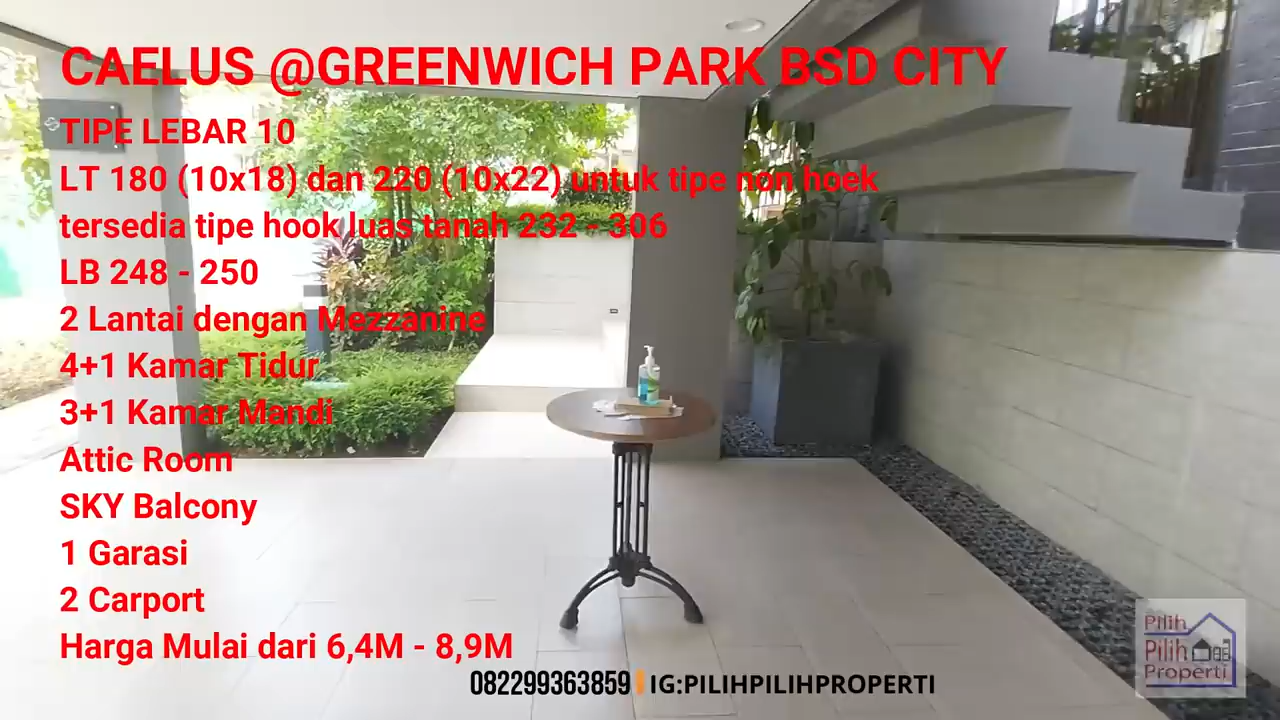 CAELUS @GREENWICH PARK BSD CITY
TIPE LEBAR 10
LT 180 (10x18) dan 220 (10x22) untuk tipe non hoek
tersedia tipe hook luas tanah 232 - 306
LB 248 - 250
2 Lantai dengan Mezzanine
4+1 Kamar Tidur
3+1 Kamar Mandi
Attic Room
SKY Balcony
1 Garasi
2 Carport
Harga Mulai dari 6,4M - 8,9M
082299363859 IG:PILIHPILIHPROPERTI
Pilih
Pilih
Properti